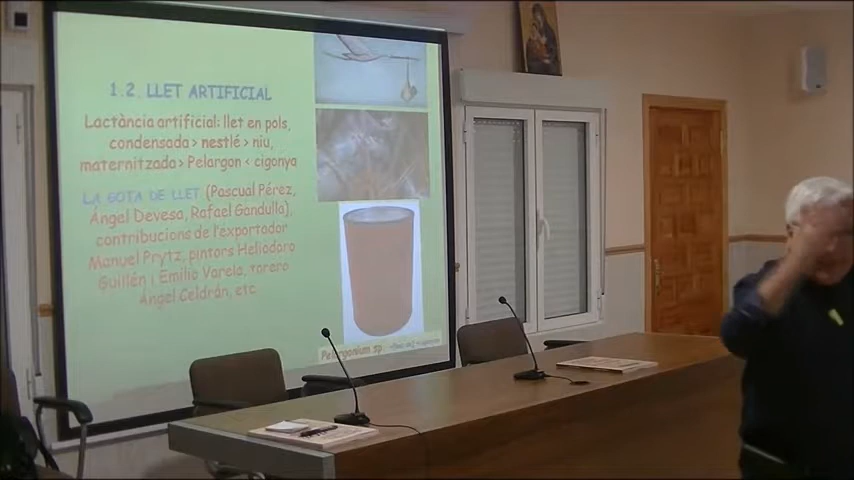 1.2. LLET ARTIFICIAL
Lactància artificial: llet en pols,
condensada > nestlé > niu,
maternitzada > Pelargon < cigonya
LA GOTA DE LLET (Pascual Pérez,
Ángel Devesa, Rafael Gandulla):
contribucions de l'exportador
Manuel Prytz, pintors Heliodoro
Guillén i Emilio Varela, torero
Ángel Celdrán, etc
Pelargonium sp